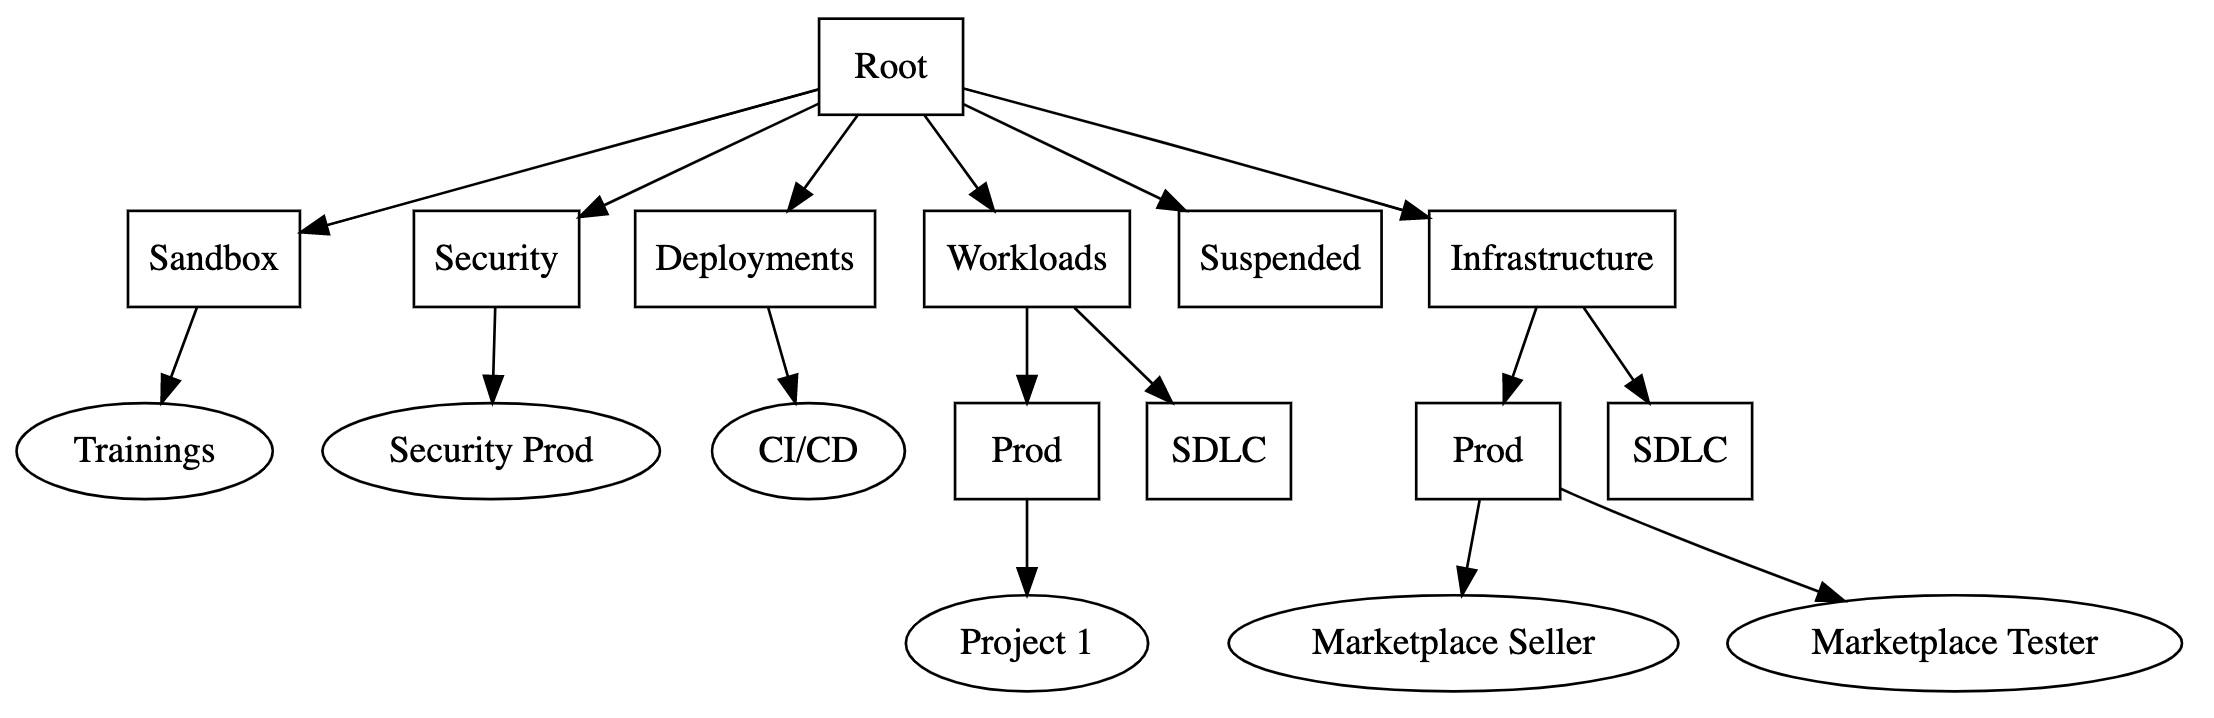 Root
Sandbox
Security
Deployments
Workloads
Suspended
Infrastructure
Trainings
Security Prod
CI/CD
Prod
SDLC
Prod
SDLC
Project 1
Marketplace Seller
Marketplace Tester